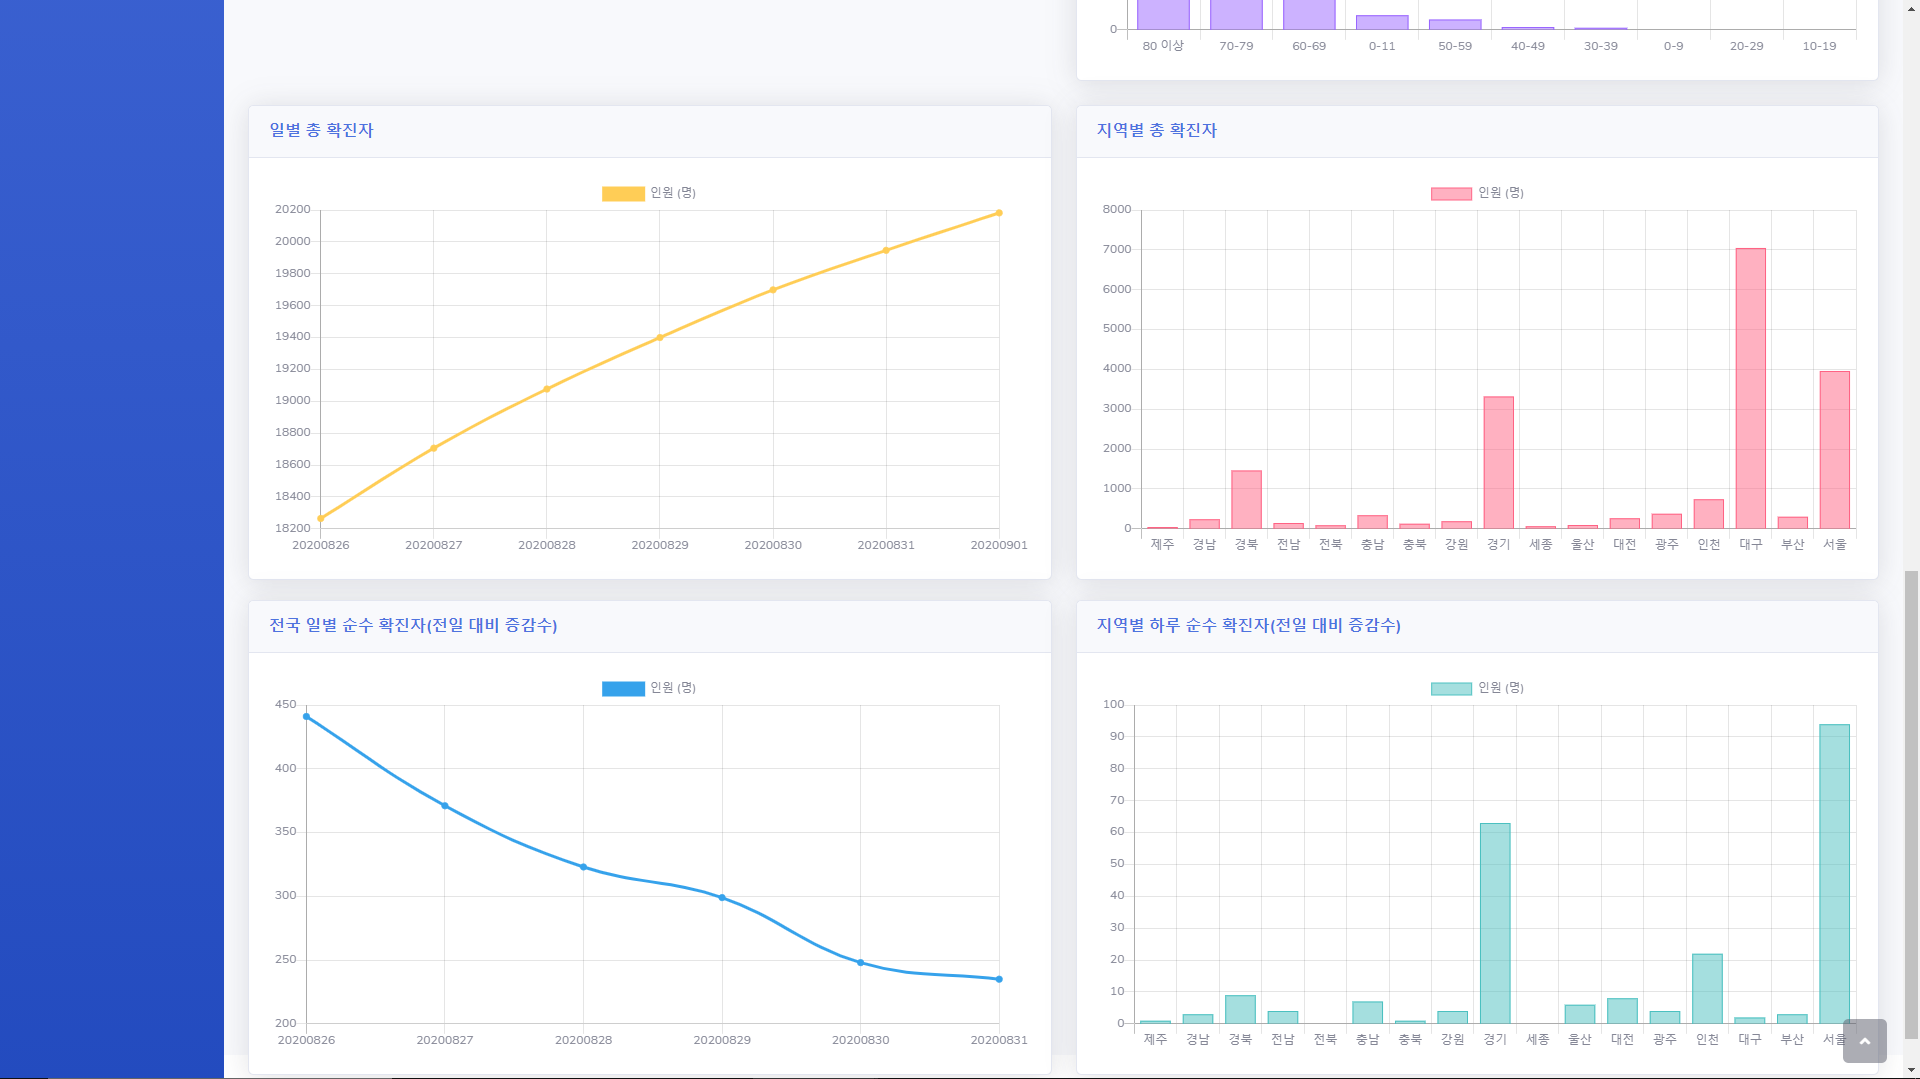 0
80 이상 70-79 60-69 0-11 50-59 40-49 30-39 0-9 20-29 10-19
일별 총 확진자
인원 (명)
20200
20000
19800
19600
19400
19200
19000
18800
18600
18400
18200
20200826 20200827 20200828 20200829 20200830 20200831 20200901
지역별 총 확진자
인원 (명)
8000
7000
6000
5000
4000
3000
2000
1000
0
제주 경남 경북 전남 전북 충남 충북 강원 경기 세종 울산 대전 광주 인천 대구 부산 서울
전국 일별 순수 확진자(전일 대비 증감수)
인원 (명)
450
400
350
300
250
200
20200826 20200827 20200828 20200829 20200830 20200831
지역별 하루 순수 확진자(전일 대비 증감수)
인원 (명)
100
90
80
70
60
50
40
30
20
10
0
제주 경남 경북 전남 전북 충남 충북 강원 경기 세종 울산 대전 광주 인천 대구 부산 서울